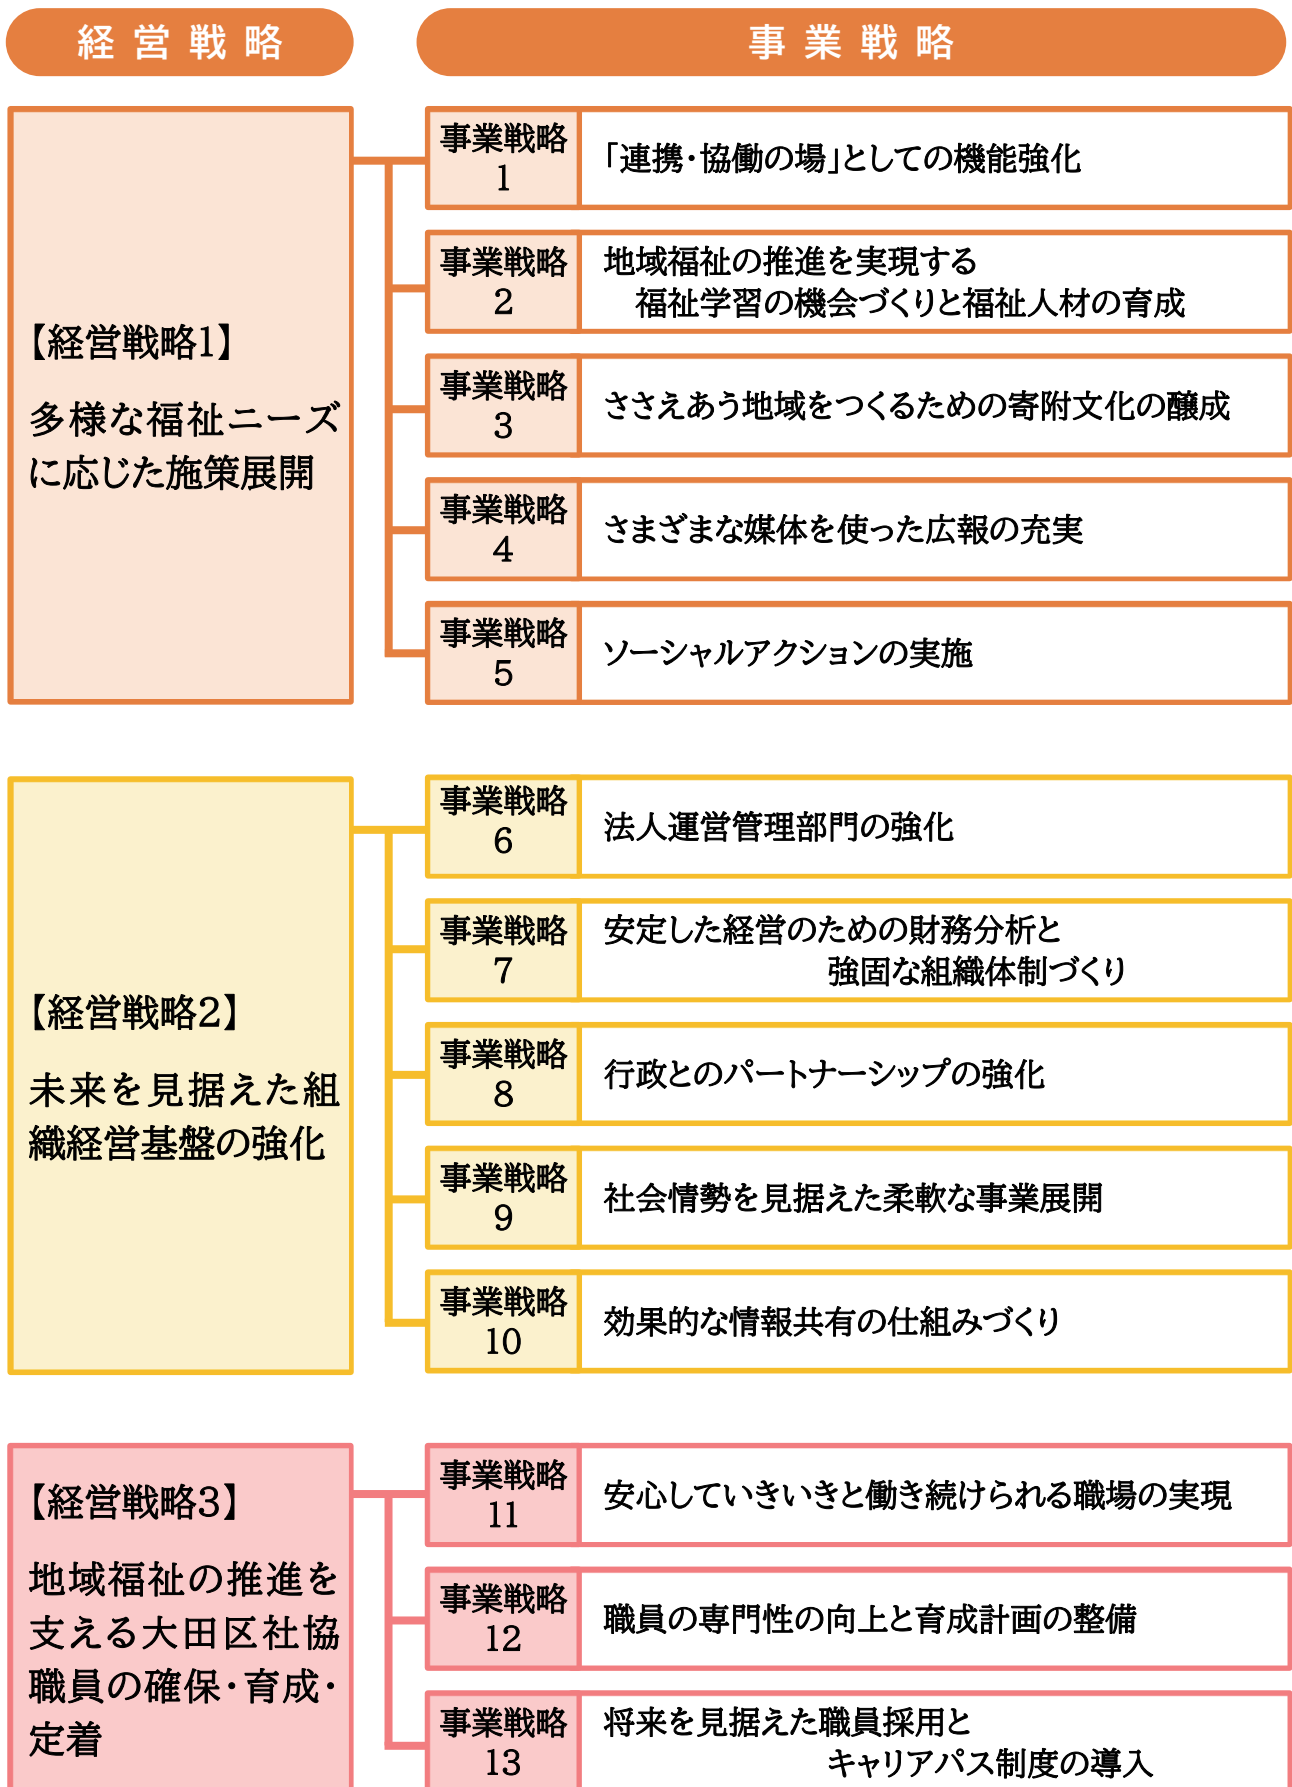 経営戦略
事業戦略
【経営戦略1】
多様な福祉ニーズ
に応じた施策展開
事業戦略
1
「連携・協働の場」としての機能強化
事業戦略
2
地域福祉の推進を実現する
福祉学習の機会づくりと福祉人材の育成
事業戦略
3
ささえあう地域をつくるための寄附文化の醸成
事業戦略
4
さまざまな媒体を使った広報の充実
事業戦略
5
ソーシャルアクションの実施
【経営戦略2】
未来を見据えた組
織経営基盤の強化
事業戦略
6
法人運営管理部門の強化
事業戦略
7
安定した経営のための財務分析と
強固な組織体制づくり
事業戦略
8
行政とのパートナーシップの強化
事業戦略
9
社会情勢を見据えた柔軟な事業展開
事業戦略
10
効果的な情報共有の仕組みづくり
【経営戦略3】
地域福祉の推進を
支える大田区社協
職員の確保・育成・
定着
事業戦略
11
安心していきいきと働き続けられる職場の実現
事業戦略
12
職員の専門性の向上と育成計画の整備
事業戦略
13
将来を見据えた職員採用と
キャリアパス制度の導入